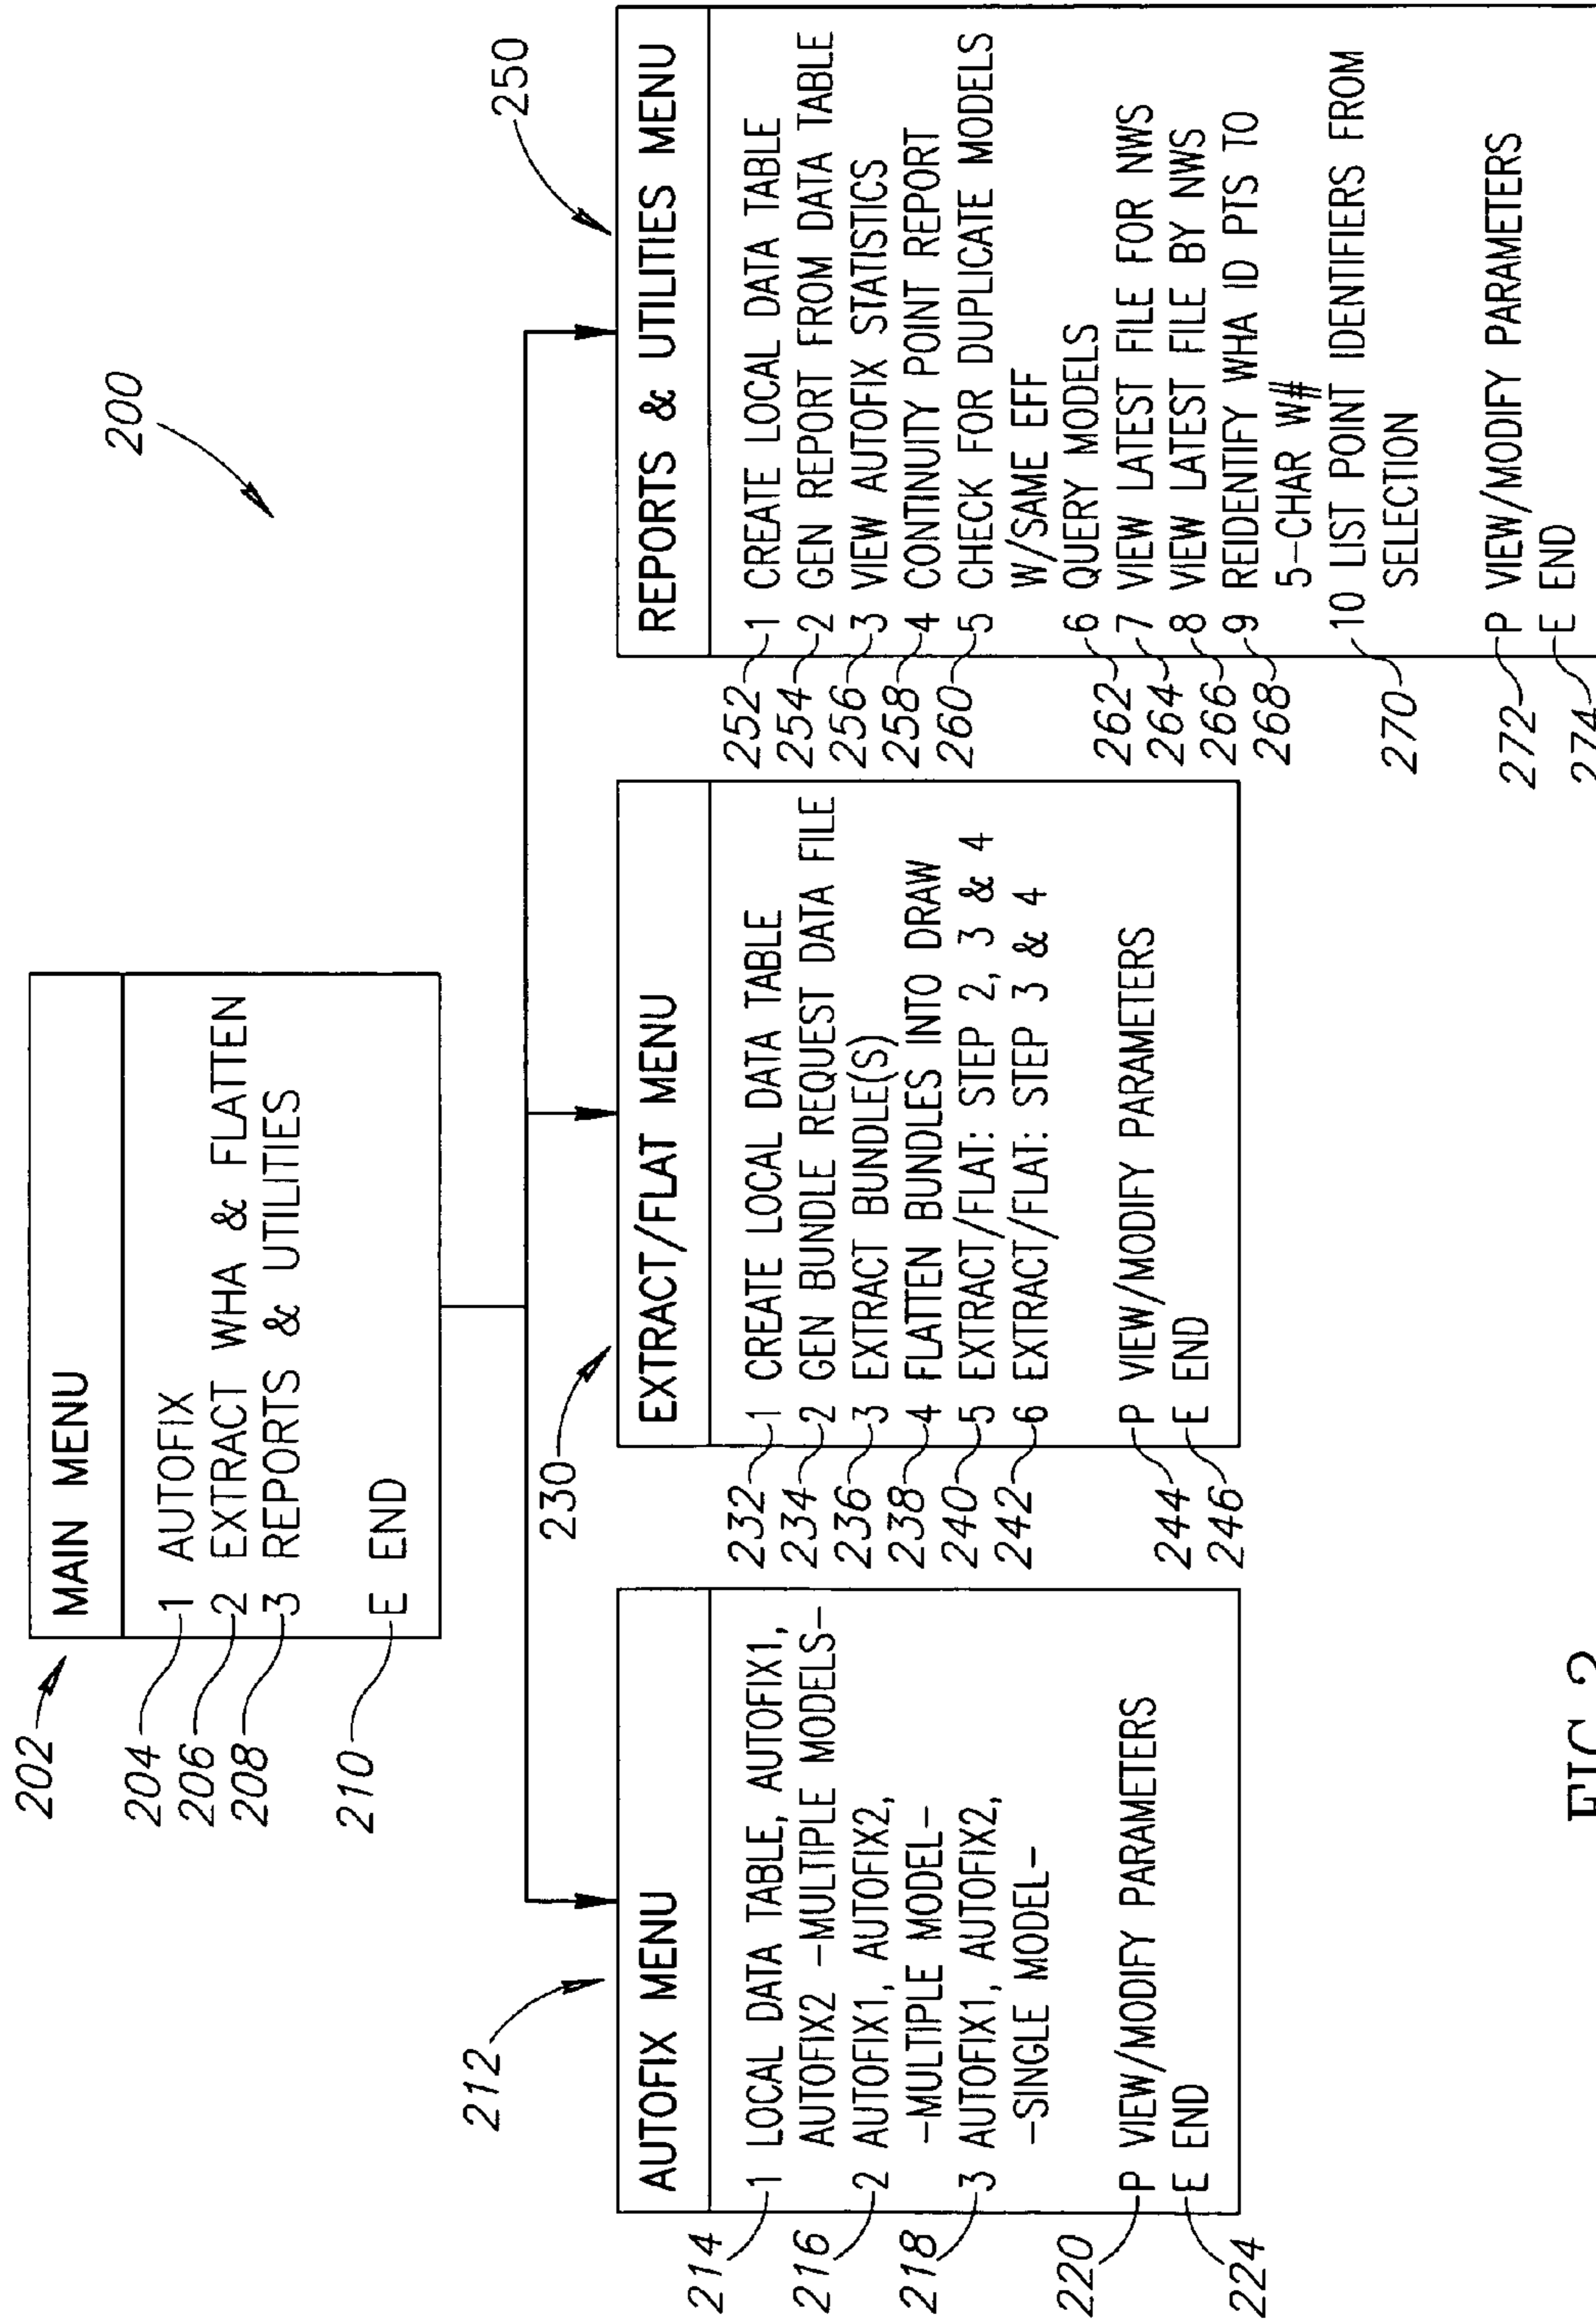 200
202
MAIN MENU
204 1 AUTOFIX
206 2 EXTRACT WHA & FLATTEN
208 3 REPORTS & UTILITIES
210 E END
212
AUTOFIX MENU
214 1 LOCAL DATA TABLE, AUTOFIX1,
AUTOFIX2 -MULTIPLE MODELS-
216 2 AUTOFIX1, AUTOFIX2,
-MULTIPLE MODEL-
218 3 AUTOFIX1, AUTOFIX2,
-SINGLE MODEL-
220 P VIEW/MODIFY PARAMETERS
224 E END
230
EXTRACT/FLAT MENU
232 1 CREATE LOCAL DATA TABLE
234 2 GEN BUNDLE REQUEST DATA FILE
236 3 EXTRACT BUNDLE(S)
238 4 FLATTEN BUNDLES INTO DRAW
240 5 EXTRACT/FLAT: STEP 2, 3 & 4
242 6 EXTRACT/FLAT: STEP 3 & 4
244 P VIEW/MODIFY PARAMETERS
246 E END
250
REPORTS & UTILITIES MENU
252 1 CREATE LOCAL DATA TABLE
254 2 GEN REPORT FROM DATA TABLE
256 3 VIEW AUTOFIX STATISTICS
258 4 CONTINUITY POINT REPORT
260 5 CHECK FOR DUPLICATE MODELS
W/SAME EFF
262 6 QUERY MODELS
264 7 VIEW LATEST FILE FOR NWS
266 8 VIEW LATEST FILE BY NWS
268 9 REIDENTIFY WHA ID PTS TO
5-CHAR W#
270 10 LIST POINT IDENTIFIERS FROM
SELECTION
272 P VIEW/MODIFY PARAMETERS
274 E END